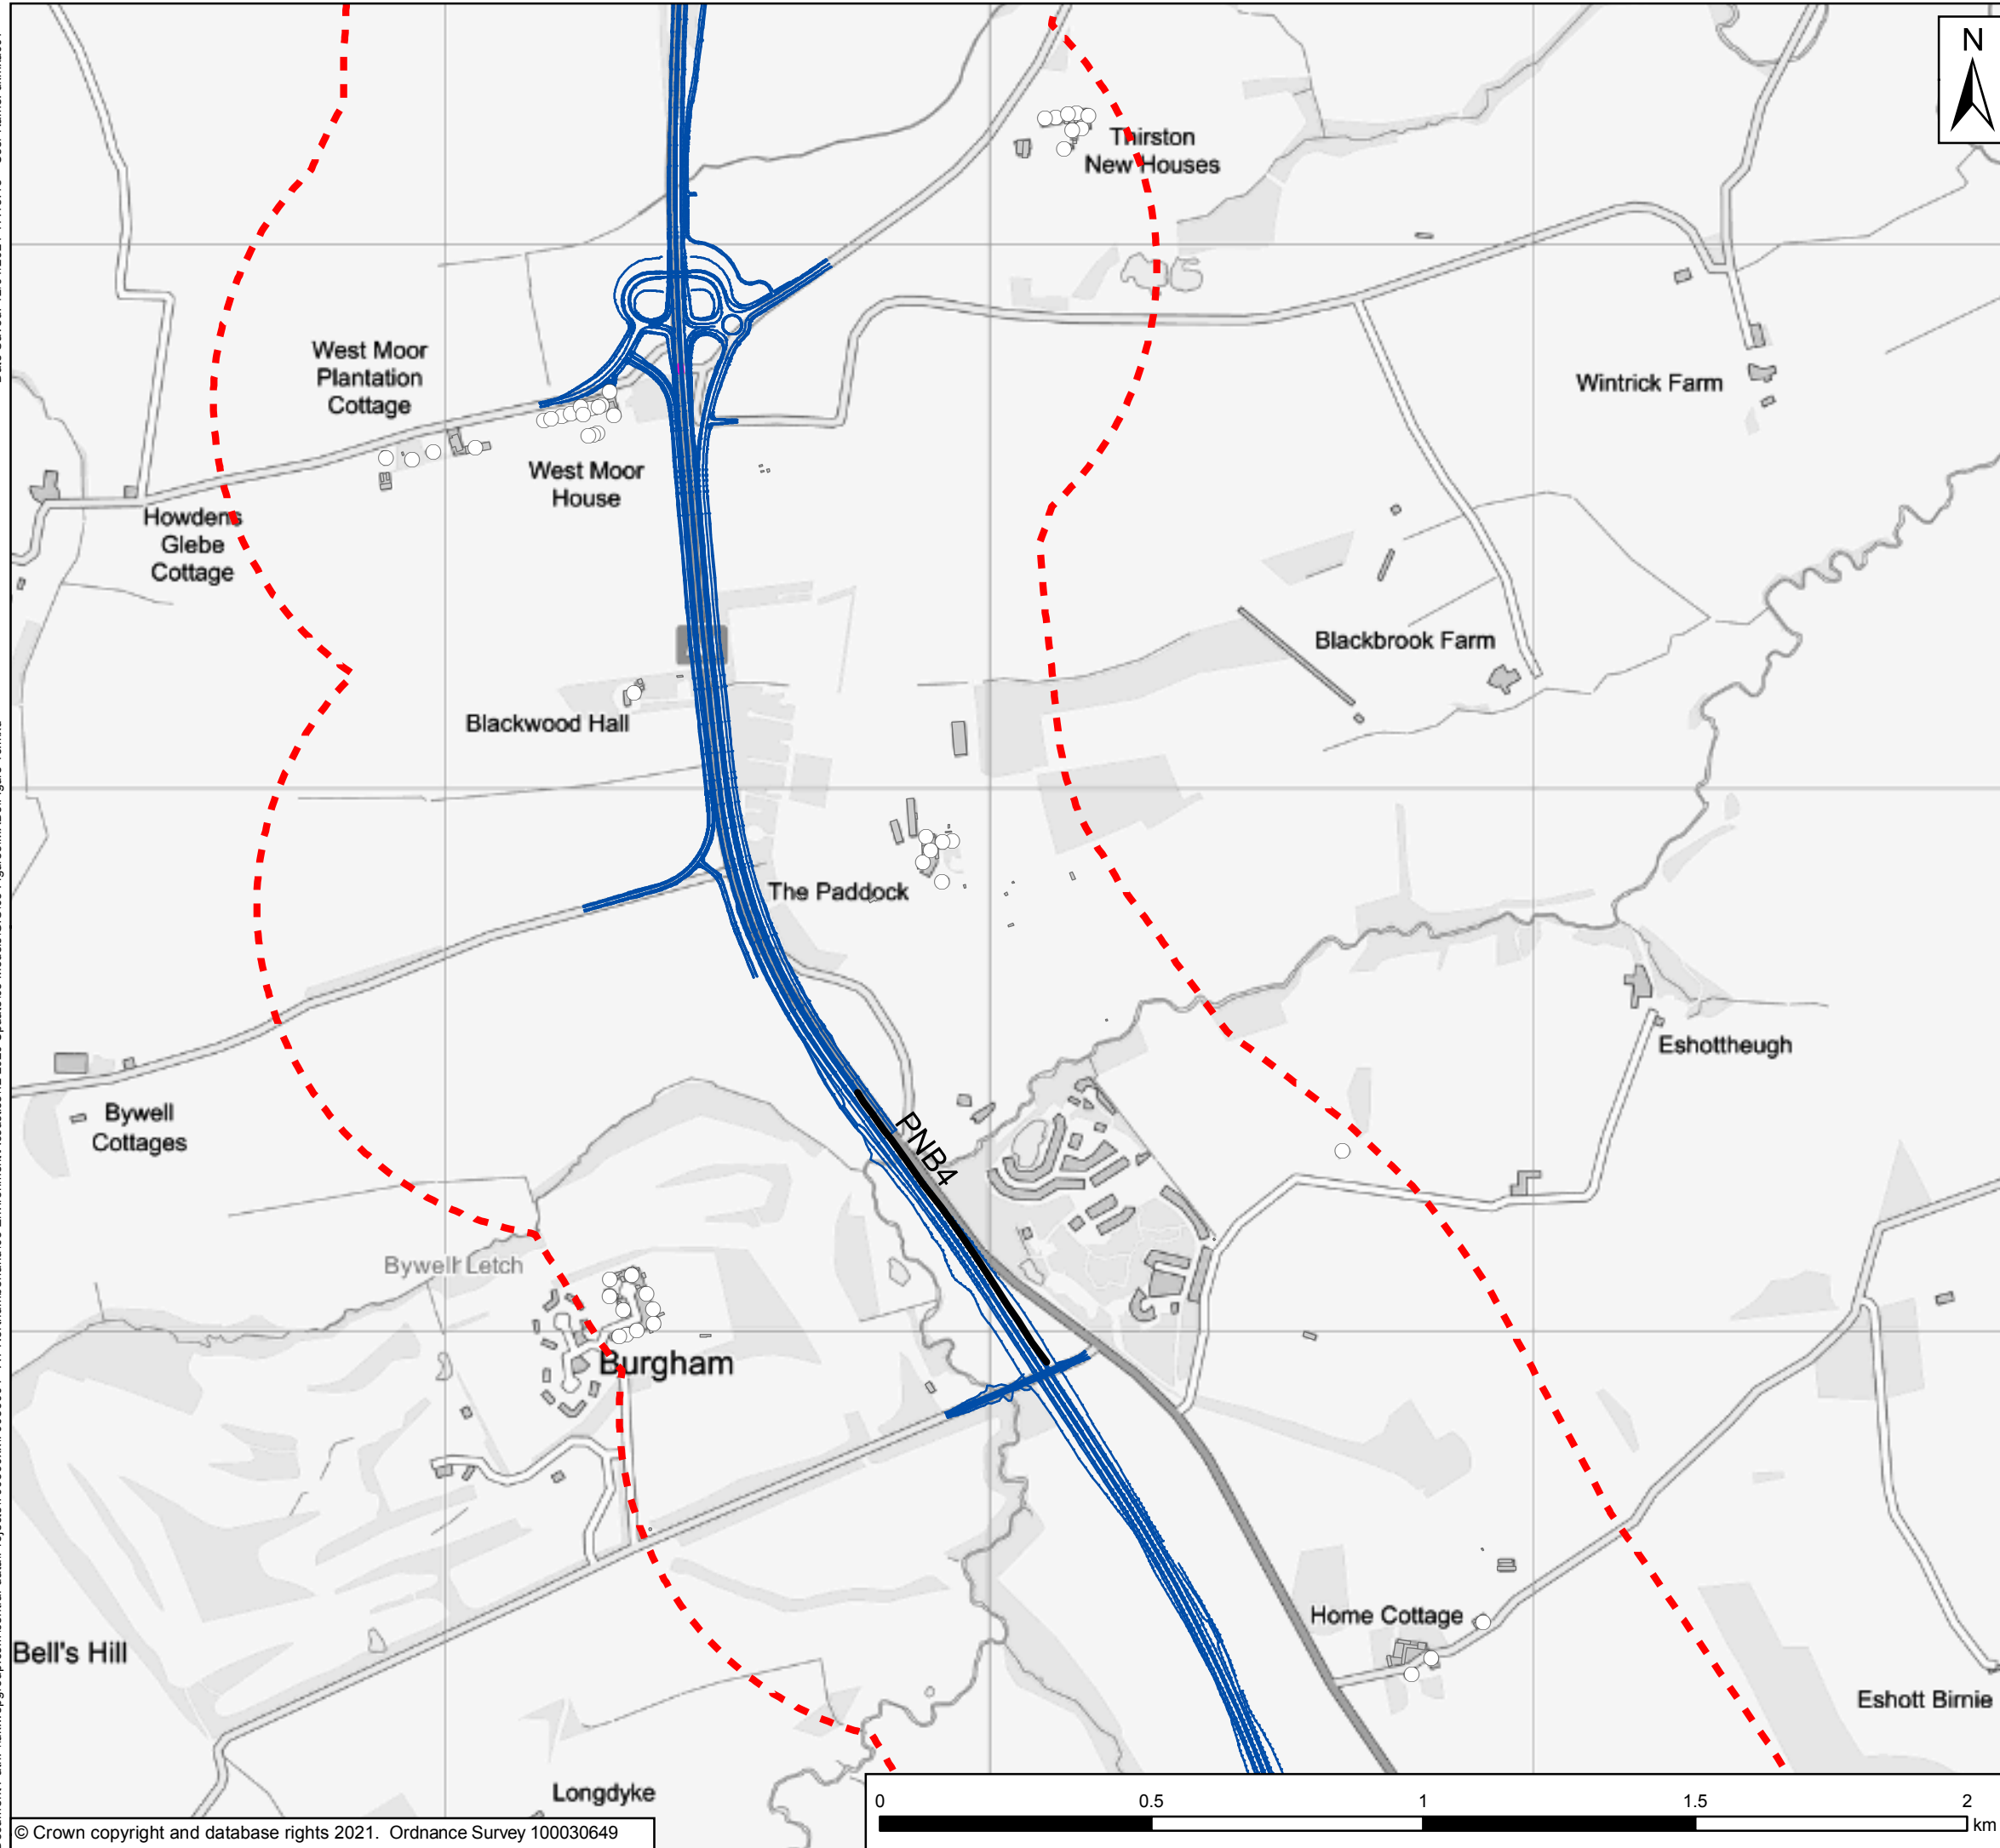 N
Thirston
New Houses
West Moor
Plantation
Cottage
Wintrick Farm
West Moor
House
Howdens
Glebe
Cottage
Blackbrook Farm
Blackwood Hall
The Paddock
Eshottheugh
Bywell
Cottages
PNB4
Bywell Letch
Burgham
Home Cottage
Bell's Hill
Eshott Birnie
Longdyke
0 0.5 1 1.5 2
km
© Crown copyright and database rights 2021. Ordnance Survey 100030649